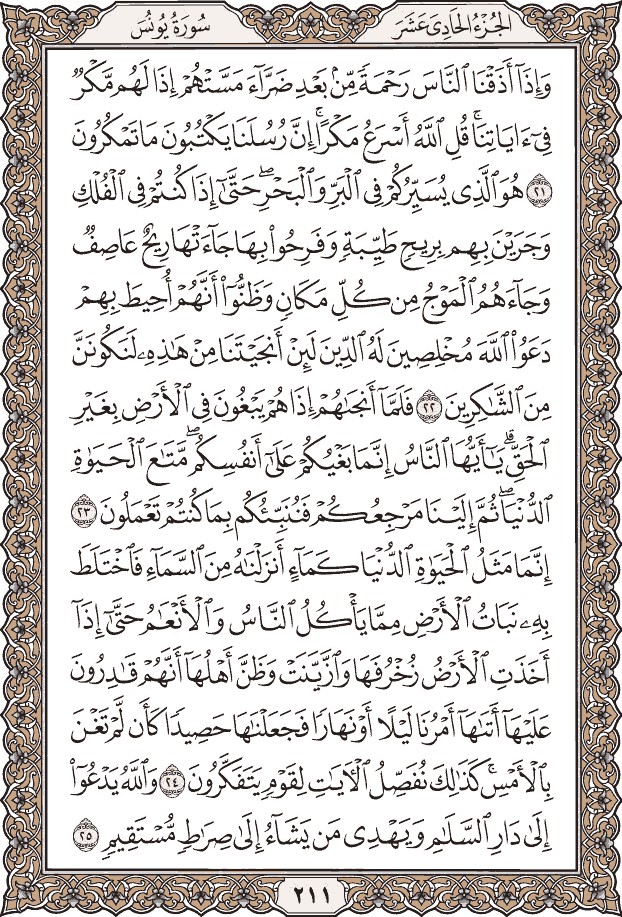 الجُزْءُ الحَادِى عَشَرَ
سُورَةُ يُونُسَ
وَإِذَآ أَذَقْنَا ٱلنَّاسَ رَحْمَةً مِّنۢ بَعْدِ ضَرَّآءَ مَسَّتْهُمْ إِذَا لَهُم مَّكْرٌ
فِىٓ ءَايَاتِنَاۚ قُلِ ٱللَّهُ أَسْرَعُ مَكْرًاۚ إِنَّ رُسُلَنَا يَكْتُبُونَ مَا تَمْكُرُونَ
۝٢١ هُوَ ٱلَّذِى يُسَيِّرُكُمْ فِى ٱلْبَرِّ وَٱلْبَحْرِۖ حَتَّىٰٓ إِذَا كُنتُمْ فِى ٱلْفُلْكِ
وَجَرَيْنَ بِهِم بِرِيحٍ طَيِّبَةٍ وَفَرِحُوا۟ بِهَا جَآءَتْهَا رِيحٌ عَاصِفٌ
وَجَآءَهُمُ ٱلْمَوْجُ مِن كُلِّ مَكَانٍ وَظَنُّوٓا۟ أَنَّهُمْ أُحِيطَ بِهِمْ
دَعَوُا۟ ٱللَّهَ مُخْلِصِينَ لَهُ ٱلدِّينَ لَئِنْ أَنجَيْتَنَا مِنْ هَـٰذِهِۦ لَنَكُونَنَّ
مِنَ ٱلشَّـٰكِرِينَ ۝٢٢ فَلَمَّآ أَنجَىٰهُمْ إِذَا هُمْ يَبْغُونَ فِى ٱلْأَرْضِ بِغَيْرِ
ٱلْحَقِّۗ يَـٰٓأَيُّهَا ٱلنَّاسُ إِنَّمَا بَغْيُكُمْ عَلَىٰٓ أَنفُسِكُمۖ مَّتَـٰعَ ٱلْحَيَوٰةِ
ٱلدُّنْيَاۖ ثُمَّ إِلَيْنَا مَرْجِعُكُمْ فَنُنَبِّئُكُم بِمَا كُنتُمْ تَعْمَلُونَ ۝٢٣
إِنَّمَا مَثَلُ ٱلْحَيَوٰةِ ٱلدُّنْيَا كَمَآءٍ أَنزَلْنَـٰهُ مِنَ ٱلسَّمَآءِ فَٱخْتَلَطَ
بِهِۦ نَبَاتُ ٱلْأَرْضِ مِمَّا يَأْكُلُ ٱلنَّاسُ وَٱلْأَنْعَـٰمُ حَتَّىٰٓ إِذَآ
أَخَذَتِ ٱلْأَرْضُ زُخْرُفَهَا وَٱزَّيَّنَتْ وَظَنَّ أَهْلُهَآ أَنَّهُمْ قَـٰدِرُونَ
عَلَيْهَآ أَتَىٰهَآ أَمْرُنَا لَيْلًا أَوْ نَهَارًا فَجَعَلْنَـٰهَا حَصِيدًا كَأَن لَّمْ تَغْنَ
بِٱلْأَمْسِۚ كَذَٰلِكَ نُفَصِّلُ ٱلْأَيَـٰتِ لِقَوْمٍ يَتَفَكَّرُونَ ۝٢٤ وَٱللَّهُ يَدْعُوٓا۟
إِلَىٰ دَارِ ٱلسَّلَـٰمِ وَيَهْدِى مَن يَشَآءُ إِلَىٰ صِرَٰطٍ مُّسْتَقِيمٍ ۝٢٥
٢١١